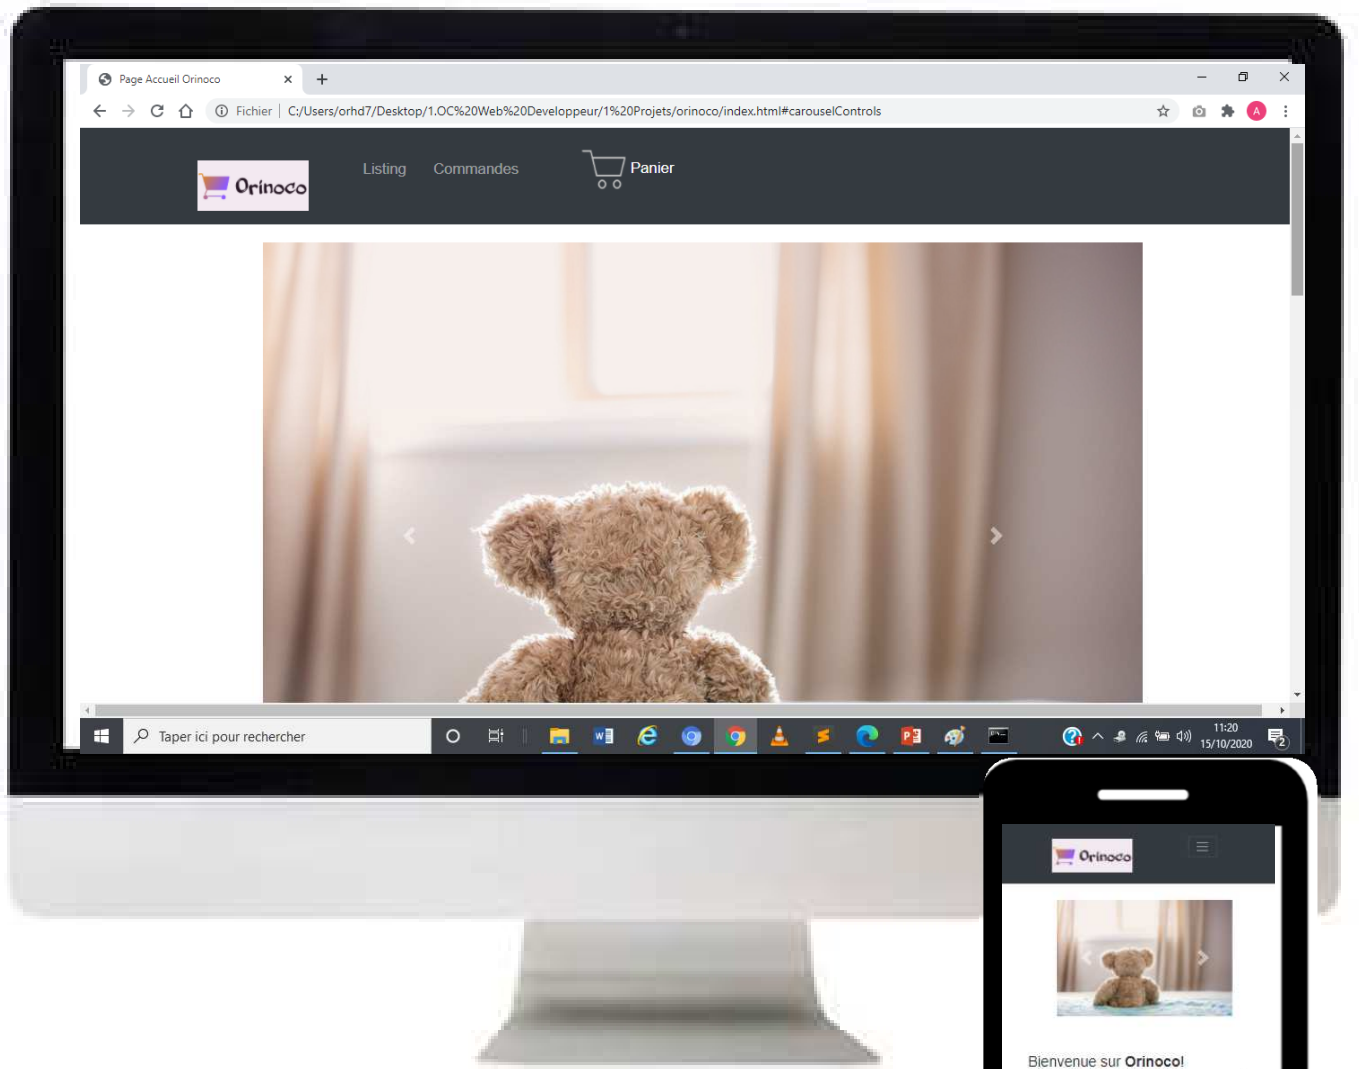 Page Accueil Orinoco
Fichier | C:/Users/orhd7/Desktop/1.OC%20Web%20Developpeur/1%20Projets/orinoco/index.html#carouselControls
A
Orinoco Listing Commandes Panier
Taper ici pour rechercher
11:20
15/10/2020
2
Orinoco
Bienvenue sur Orinoco!